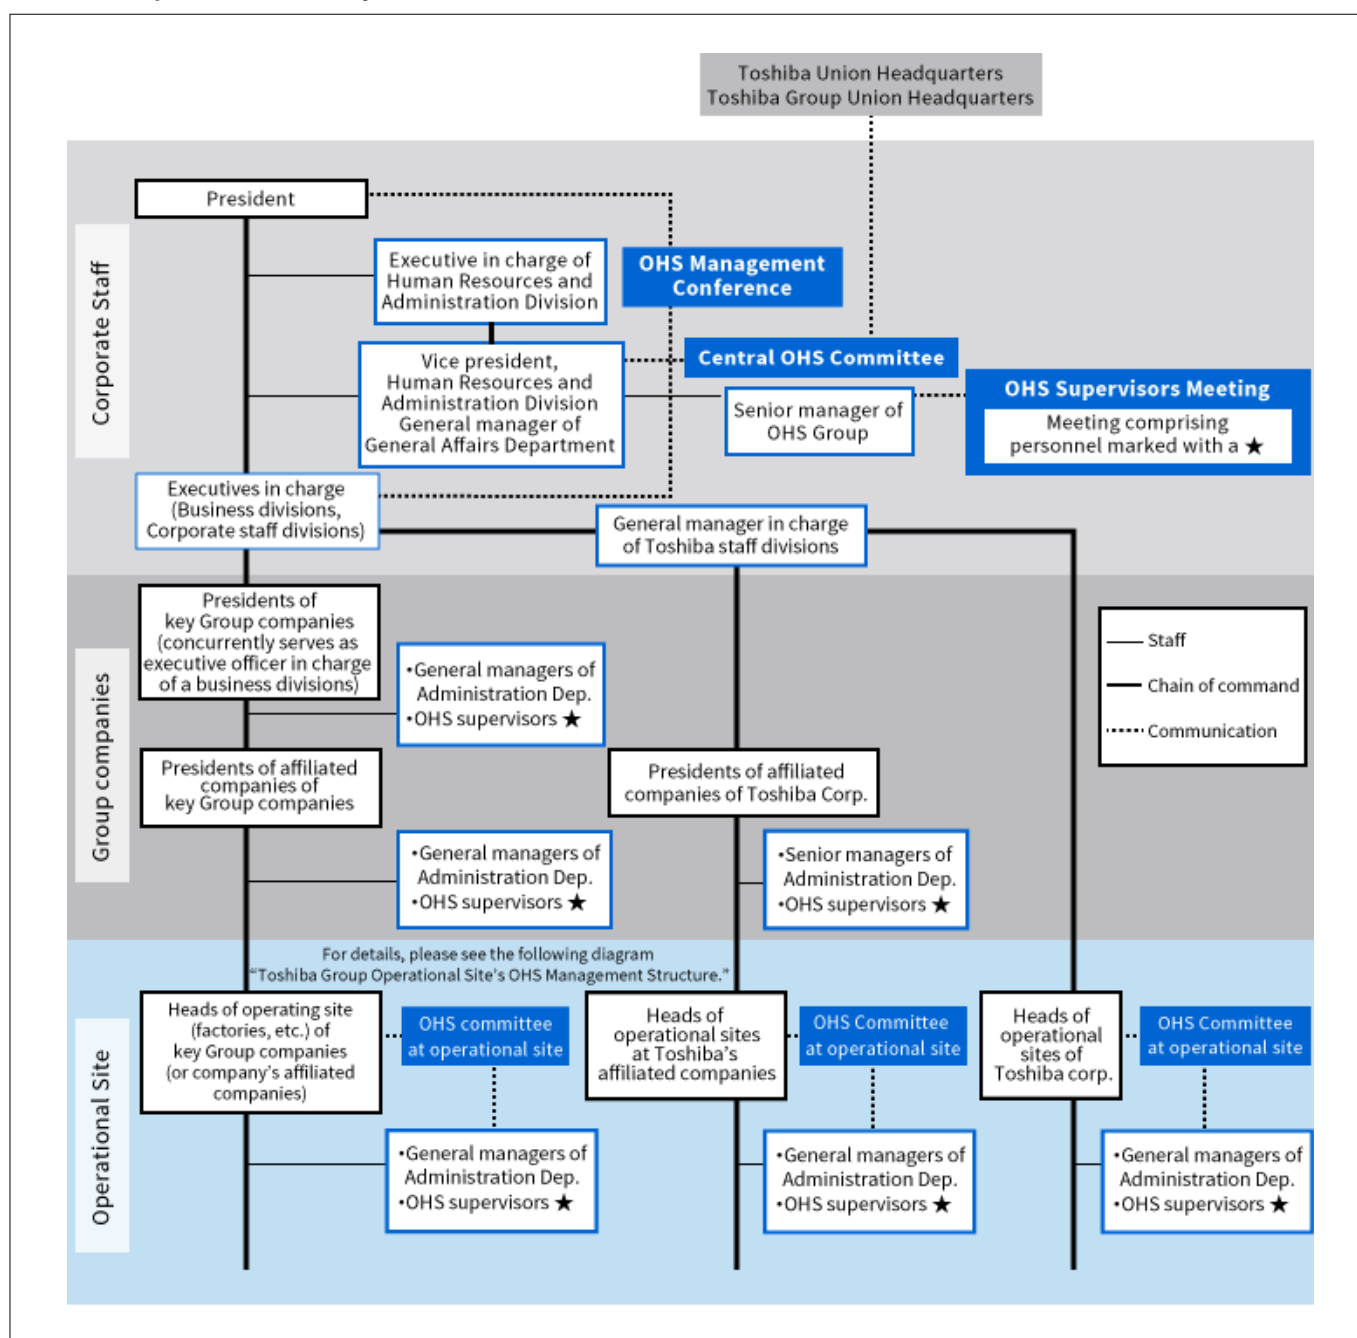 Toshiba Union Headquarters
Toshiba Group Union Headquarters
Corporate Staff
President
Executive in charge of
Human Resources and
Administration Division
OHS Management
Conference
Vice president,
Human Resources and
Administration Division
General manager of
General Affairs Department
Central OHS Committee
Senior manager of
OHS Group
OHS Supervisors Meeting
Meeting comprising
personnel marked with a ★
Executives in charge
(Business divisions,
Corporate staff divisions)
General manager in charge
of Toshiba staff divisions
Group companies
Presidents of
key Group companies
(concurrently serves as
executive officer in charge
of a business divisions)
•General managers of
Administration Dep.
•OHS supervisors ★
Staff
Chain of command
Communication
Presidents of affiliated
companies of
key Group companies
Presidents of affiliated
companies of Toshiba Corp.
•General managers of
Administration Dep.
•OHS supervisors ★
•Senior managers of
Administration Dep.
•OHS supervisors ★
Operational Site
For details, please see the following diagram
“Toshiba Group Operational Site's OHS Management Structure.”
Heads of operating site
(factories, etc.) of
key Group companies
(or company's affiliated
companies)
OHS committee
at operational site
Heads of
operational sites
at Toshiba's
affiliated companies
OHS Committee
at operational site
Heads of
operational
sites of
Toshiba corp.
OHS Committee
at operational site
•General managers of
Administration Dep.
•OHS supervisors ★
•General managers of
Administration Dep.
•OHS supervisors ★
•General managers of
Administration Dep.
•OHS supervisors ★